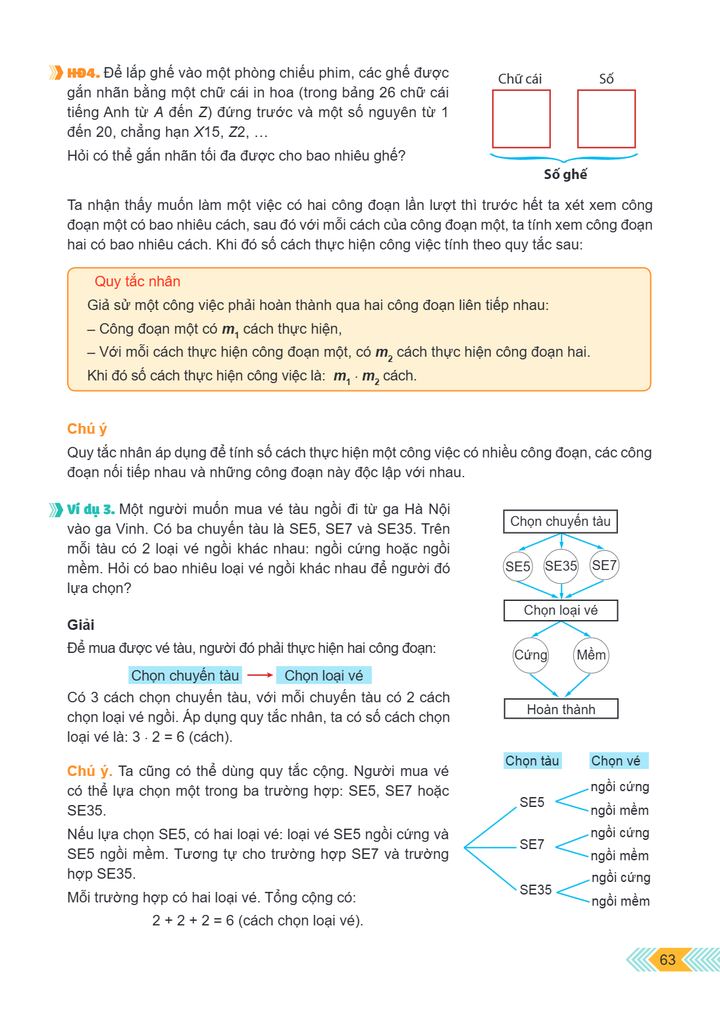 HĐ4. Để lắp ghế vào một phòng chiếu phim, các ghế được
gắn nhãn bằng một chữ cái in hoa (trong bảng 26 chữ cái
tiếng Anh từ A đến Z) đứng trước và một số nguyên từ 1
đến 20, chẳng hạn X15, Z2, …
Hỏi có thể gắn nhãn tối đa được cho bao nhiêu ghế?
Chữ cái Số
Số ghế
Ta nhận thấy muốn làm một việc có hai công đoạn lần lượt thì trước hết ta xét xem công
đoạn một có bao nhiêu cách, sau đó với mỗi cách của công đoạn một, ta tính xem công đoạn
hai có bao nhiêu cách. Khi đó số cách thực hiện công việc tính theo quy tắc sau:
Quy tắc nhân
Giả sử một công việc phải hoàn thành qua hai công đoạn liên tiếp nhau:
– Công đoạn một có m₁ cách thực hiện,
– Với mỗi cách thực hiện công đoạn một, có m₂ cách thực hiện công đoạn hai.
Khi đó số cách thực hiện công việc là: m₁ · m₂ cách.
Chú ý
Quy tắc nhân áp dụng để tính số cách thực hiện một công việc có nhiều công đoạn, các công
đoạn nối tiếp nhau và những công đoạn này độc lập với nhau.
Ví dụ 3. Một người muốn mua vé tàu ngồi đi từ ga Hà Nội
vào ga Vinh. Có ba chuyến tàu là SE5, SE7 và SE35. Trên
mỗi tàu có 2 loại vé ngồi khác nhau: ngồi cứng hoặc ngồi
mềm. Hỏi có bao nhiêu loại vé ngồi khác nhau để người đó
lựa chọn?
Giải
Để mua được vé tàu, người đó phải thực hiện hai công đoạn:
Chọn chuyến tàu → Chọn loại vé
Có 3 cách chọn chuyến tàu, với mỗi chuyến tàu có 2 cách
chọn loại vé ngồi. Áp dụng quy tắc nhân, ta có số cách chọn
loại vé là: 3 · 2 = 6 (cách).
Chọn chuyến tàu
SE5 SE35 SE7
Chọn loại vé
Cứng Mềm
Hoàn thành
Chú ý. Ta cũng có thể dùng quy tắc cộng. Người mua vé
có thể lựa chọn một trong ba trường hợp: SE5, SE7 hoặc
SE35.
Nếu lựa chọn SE5, có hai loại vé: loại vé SE5 ngồi cứng và
SE5 ngồi mềm. Tương tự cho trường hợp SE7 và trường
hợp SE35.
Mỗi trường hợp có hai loại vé. Tổng cộng có:
2 + 2 + 2 = 6 (cách chọn loại vé).
Chọn tàu Chọn vé
ngồi cứng
SE5
ngồi mềm
ngồi cứng
SE7
ngồi mềm
ngồi cứng
SE35
ngồi mềm
63